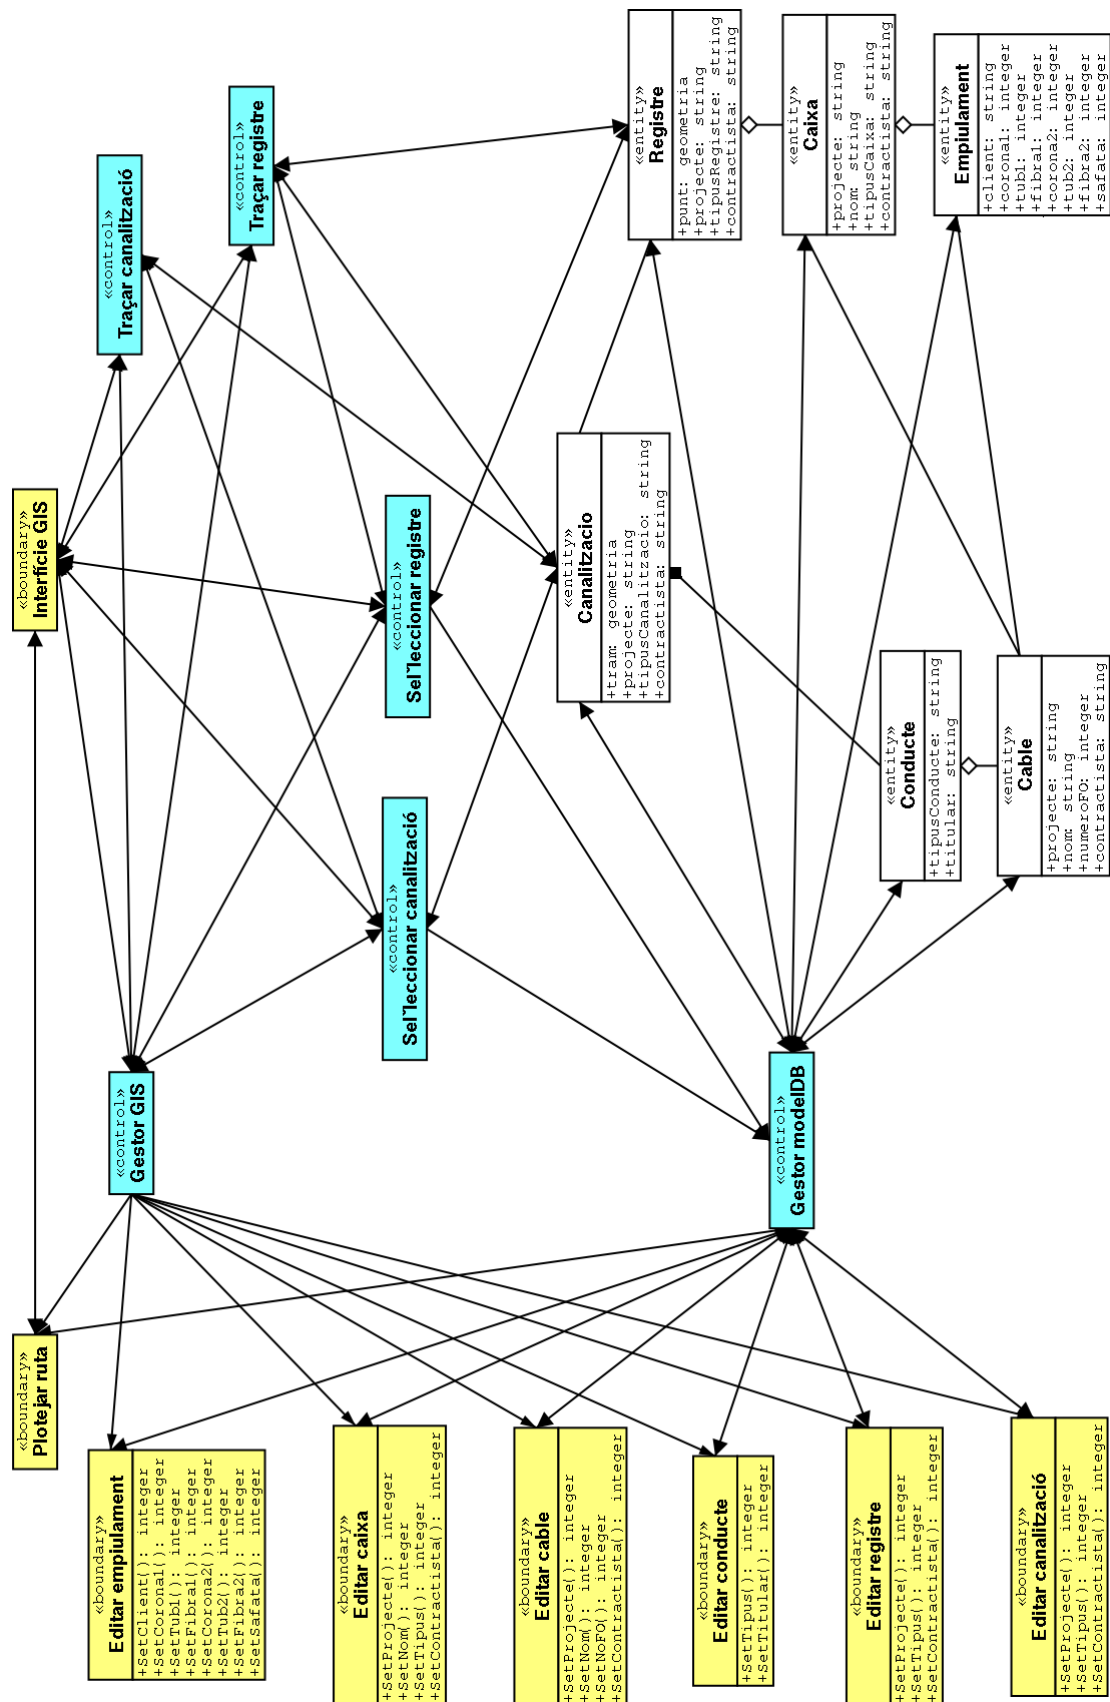 «boundary»
Plotejar ruta
«boundary»
Interfície GIS
«boundary»
Editar empiulament
+SetClient(): integer
+SetCorona1(): integer
+SetTub1(): integer
+SetFibra1(): integer
+SetCorona2(): integer
+SetTub2(): integer
+SetFibra2(): integer
+SetSafata(): integer
«control»
Gestor GIS
«control»
Traçar canalització
«control»
Traçar registre
«boundary»
Editar caixa
+SetProjecte(): integer
+SetNom(): integer
+SetTipus(): integer
+SetContractista(): integer
«control»
Sel·leccionar canalització
«control»
Sel·leccionar registre
«boundary»
Editar cable
+SetProjecte(): integer
+SetNom(): integer
+SetNoFO(): integer
+SetContractista(): integer
«entity»
Canalitzacio
+tram: geometria
+projecte: string
+tipusCanalitzacio: string
+contractista: string
«entity»
Registre
+punt: geometria
+projecte: string
+tipusRegistre: string
+contractista: string
«boundary»
Editar conducte
+SetTipus(): integer
+SetTitular(): integer
«control»
Gestor modelDB
«entity»
Caixa
+projecte: string
+nom: string
+tipusCaixa: string
+contractista: string
«boundary»
Editar registre
+SetProjecte(): integer
+SetTipus(): integer
+SetContractista(): integer
«entity»
Conducte
+tipusConducte: string
+titular: string
«entity»
Empiulament
+client: string
+corona1: integer
+tub1: integer
+fibra1: integer
+corona2: integer
+tub2: integer
+fibra2: integer
+safata: integer
«boundary»
Editar canalització
+SetProjecte(): integer
+SetTipus(): integer
+SetContractista(): integer
«entity»
Cable
+projecte: string
+nom: string
+numeroFO: integer
+contractista: string